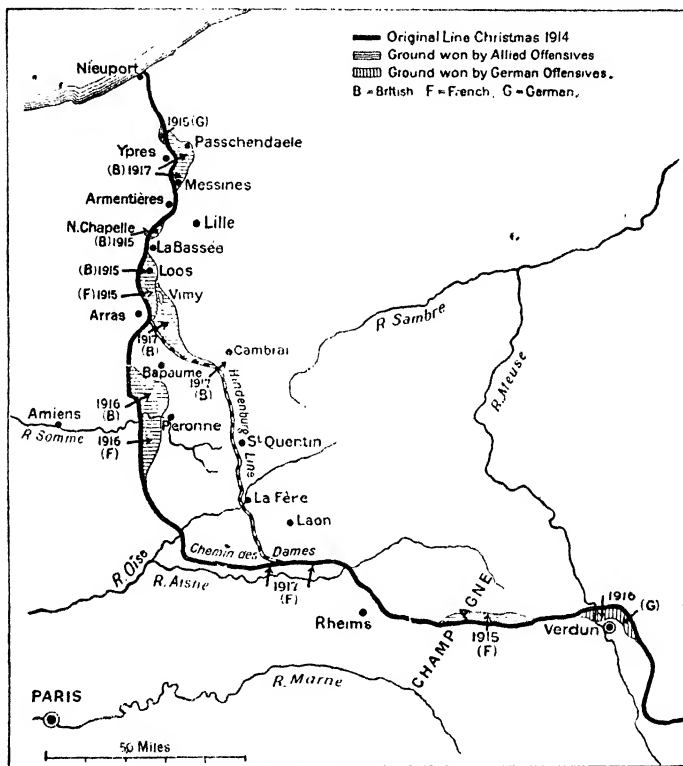 Original Line Christmas 1914
Ground won by Allied Offensives
Ground won by German Offensives.
B = British F = French, G = German.
Nieuport
1915 (G)
Passchendaele
Ypres
(B) 1917
Messines
Armentières
Lille
N. Chapelle
(B) 1915
La Bassée
(B) 1915
Loos
(F) 1915
Vimy
Arras
1917
(B)
Cambrai
Bapaume
1917
(B)
Hindenburg
Line
1916
(B)
Amiens
R. Somme
Peronne
1916
(F)
St Quentin
R. Sambre
R. Meuse
La Fère
Laon
Chemin des Dames
R. Oise
R. Aisne
1917
(F)
Rheims
CHAMPAGNE
1915
(F)
1916
(G)
Verdun
R. Marne
PARIS
50 Miles